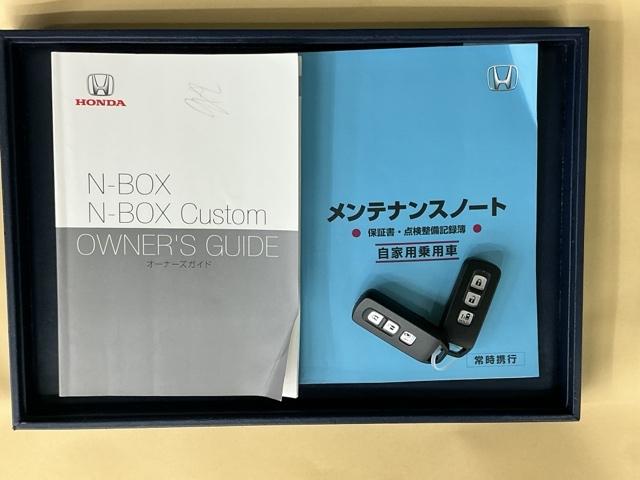 HONDA
N-BOX
N-BOX Custom
OWNER'S GUIDE
オーナーズガイド
メンテナンスノート
● 保証書・点検整備記録簿 ●
自家用乗用車
常時携行